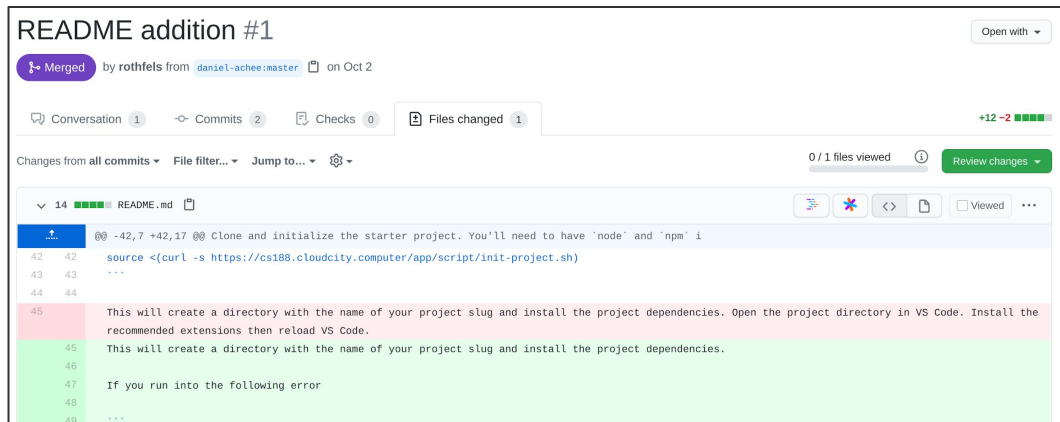 README addition #1
Open with
Merged by rothfels from daniel-achee:master on Oct 2
Conversation 1 Commits 2 Checks 0 Files changed 1
+12 −2
Changes from all commits File filter... Jump to... 0 / 1 files viewed Review changes
14 README.md Viewed
@@ -42,7 +42,17 @@ Clone and initialize the starter project. You'll need to have `node` and `npm` i
42 42 source <(curl -s https://cs188.cloudcity.computer/app/script/init-project.sh)
43 43 ```
44 44
45 This will create a directory with the name of your project slug and install the project dependencies. Open the project directory in VS Code. Install the
recommended extensions then reload VS Code.
45 This will create a directory with the name of your project slug and install the project dependencies.
46
47 If you run into the following error
48
49 ```